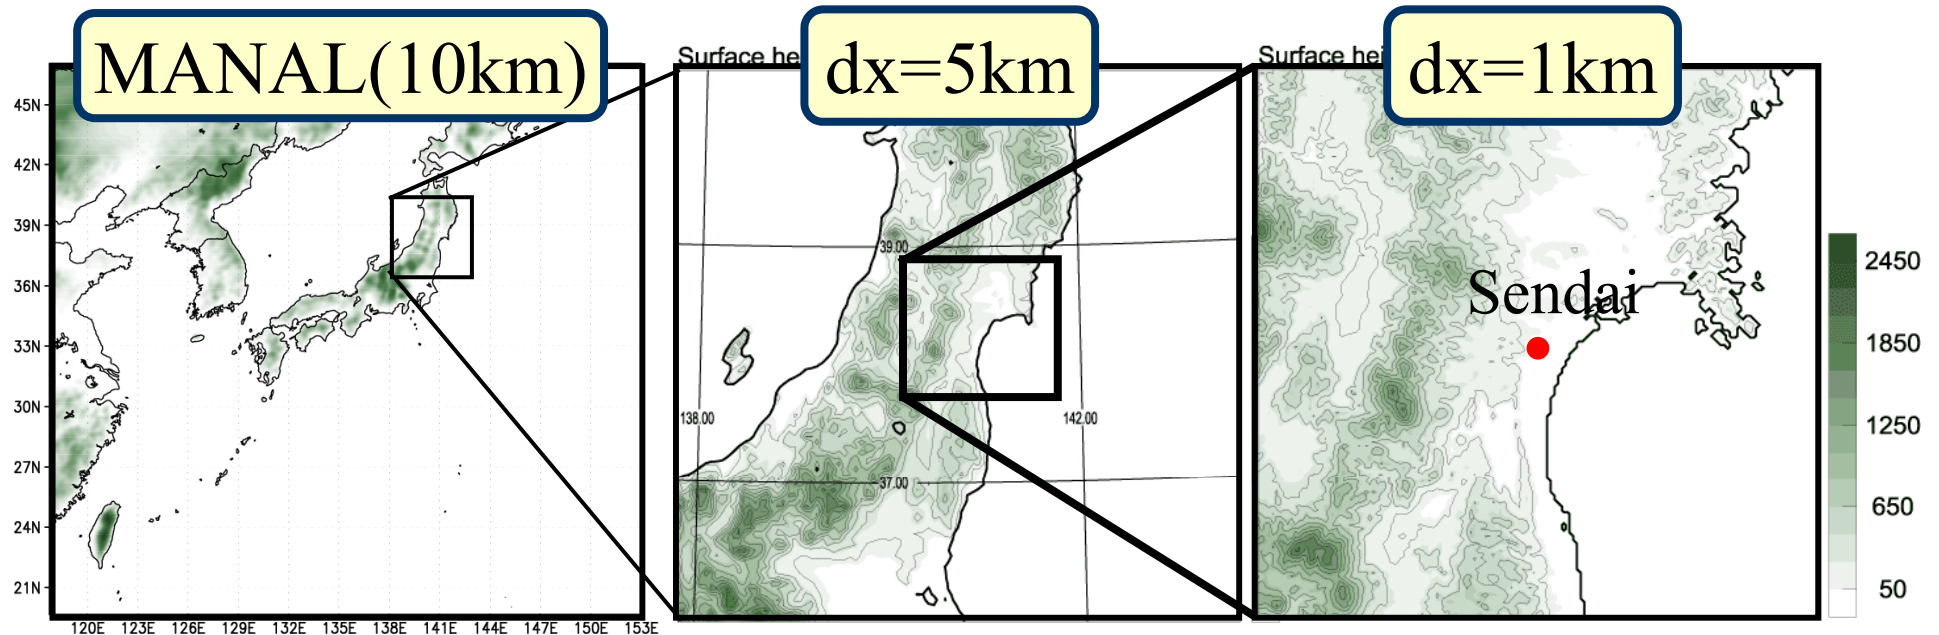 MANAL(10km)
dx=5km
dx=1km
Surface he
Surface hei
45N
42N
39N
36N
33N
30N
27N
24N
21N
120E 123E 126E 129E 132E 135E 138E 141E 144E 147E 150E 153E
39.00
138.00
142.00
37.00
Sendai
2450
1850
1250
650
50